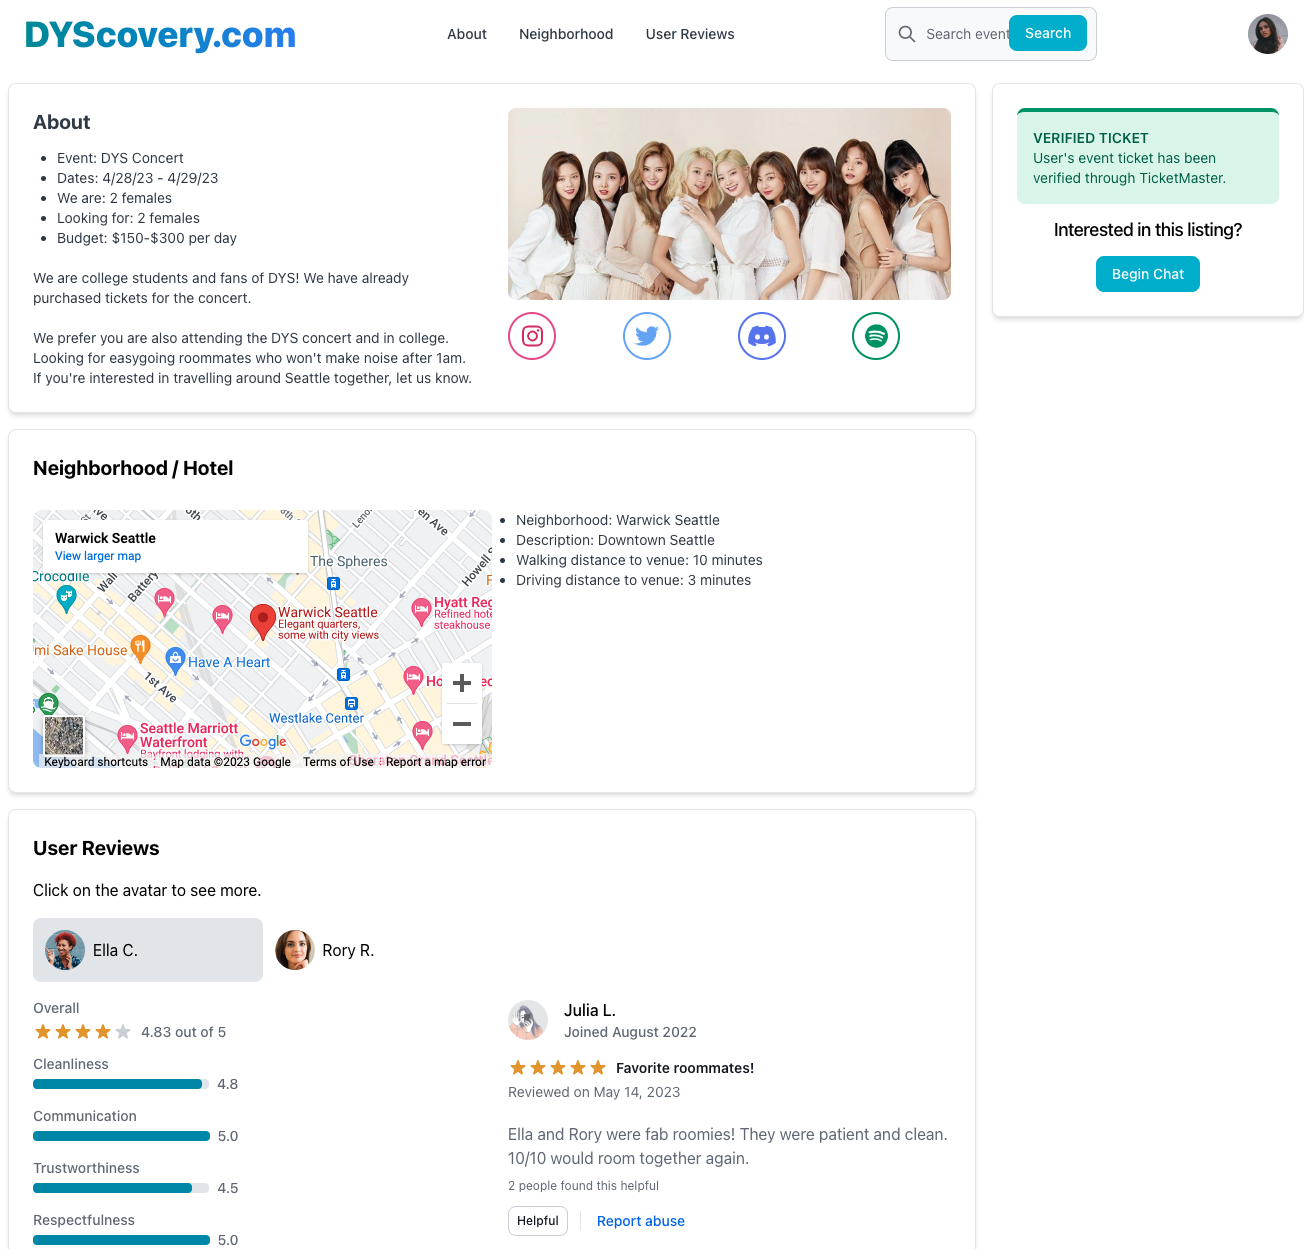 DYScovery.com
About
Neighborhood
User Reviews
Search event
Search
About
Event: DYS Concert
Dates: 4/28/23 - 4/29/23
We are: 2 females
Looking for: 2 females
Budget: $150-$300 per day
We are college students and fans of DYS! We have already
purchased tickets for the concert.
We prefer you are also attending the DYS concert and in college.
Looking for easygoing roommates who won't make noise after 1am.
If you're interested in travelling around Seattle together, let us know.
VERIFIED TICKET
User's event ticket has been
verified through TicketMaster.
Interested in this listing?
Begin Chat
Neighborhood / Hotel
Warwick Seattle
View larger map
Crocodile
Wall
Battery
The Spheres
Howell S
Warwick Seattle
Elegant quarters,
some with city views
Hyatt Reg
Refined hote
steakhouse
mi Sake House
Have A Heart
1st Ave
Westlake Center
Seattle Marriott
Waterfront
Bayfront lodging with
Google
Keyboard shortcuts
Map data ©2023 Google
Terms of Use
Report a map error
Neighborhood: Warwick Seattle
Description: Downtown Seattle
Walking distance to venue: 10 minutes
Driving distance to venue: 3 minutes
User Reviews
Click on the avatar to see more.
Ella C.
Rory R.
Overall
4.83 out of 5
Cleanliness
4.8
Communication
5.0
Trustworthiness
4.5
Respectfulness
5.0
Julia L.
Joined August 2022
Favorite roommates!
Reviewed on May 14, 2023
Ella and Rory were fab roomies! They were patient and clean.
10/10 would room together again.
2 people found this helpful
Helpful
Report abuse